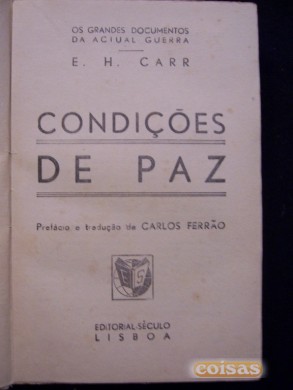 OS GRANDES DOCUMENTOS
DA ACTUAL GUERRA
E. H. CARR
CONDIÇÕES
DE PAZ
Prefácio e tradução de CARLOS FERRÃO
ES
EDITORIAL-SÉCULO
LISBOA
coisas